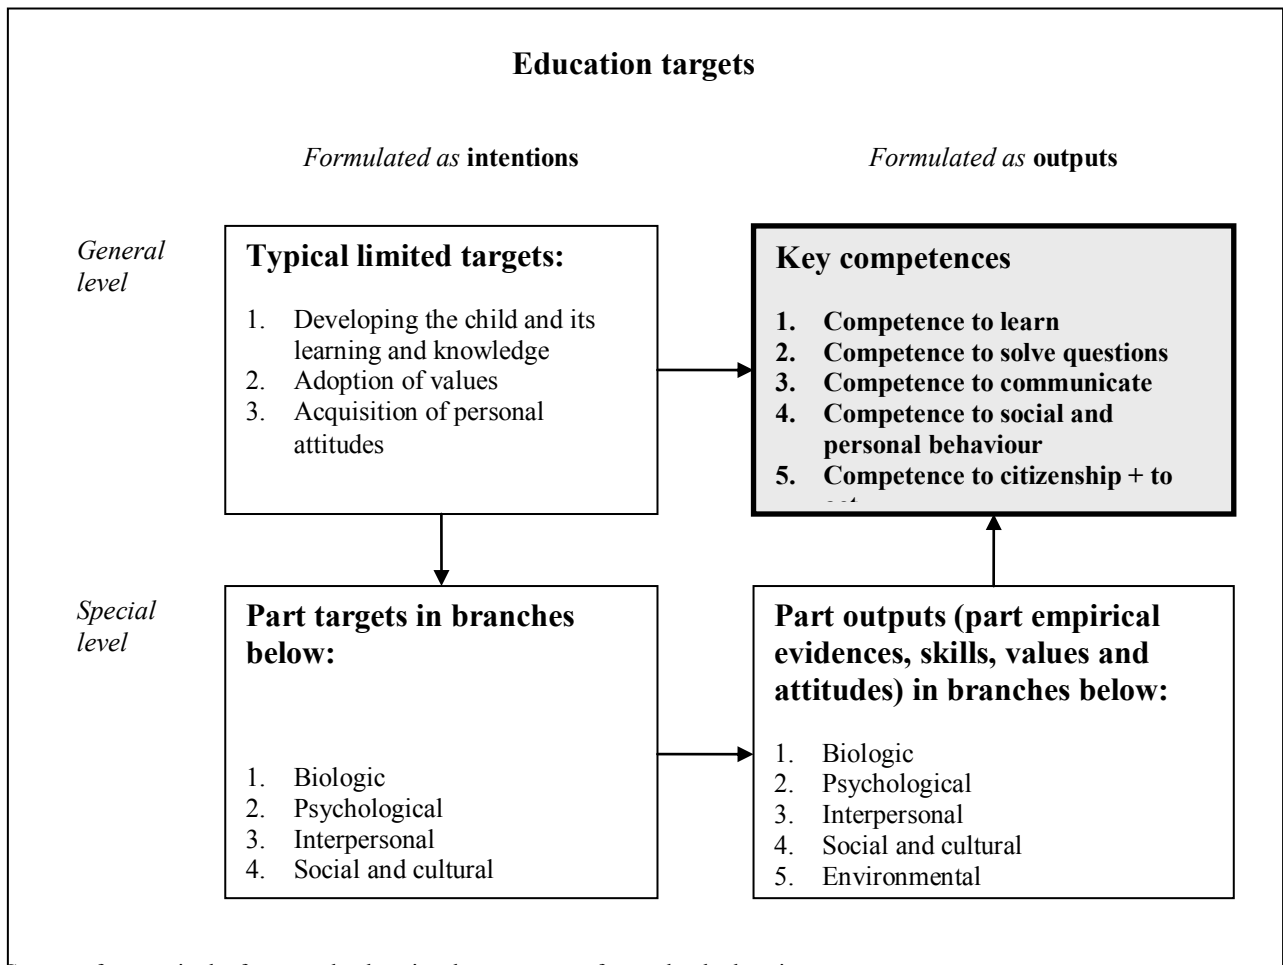 Education targets
Formulated as intentions
Formulated as outputs
General
level
Typical limited targets:
1. Developing the child and its
learning and knowledge
2. Adoption of values
3. Acquisition of personal
attitudes
Key competences
1. Competence to learn
2. Competence to solve questions
3. Competence to communicate
4. Competence to social and
personal behaviour
5. Competence to citizenship + to
Special
level
Part targets in branches
below:
1. Biologic
2. Psychological
3. Interpersonal
4. Social and cultural
Part outputs (part empirical
evidences, skills, values and
attitudes) in branches below:
1. Biologic
2. Psychological
3. Interpersonal
4. Social and cultural
5. Environmental